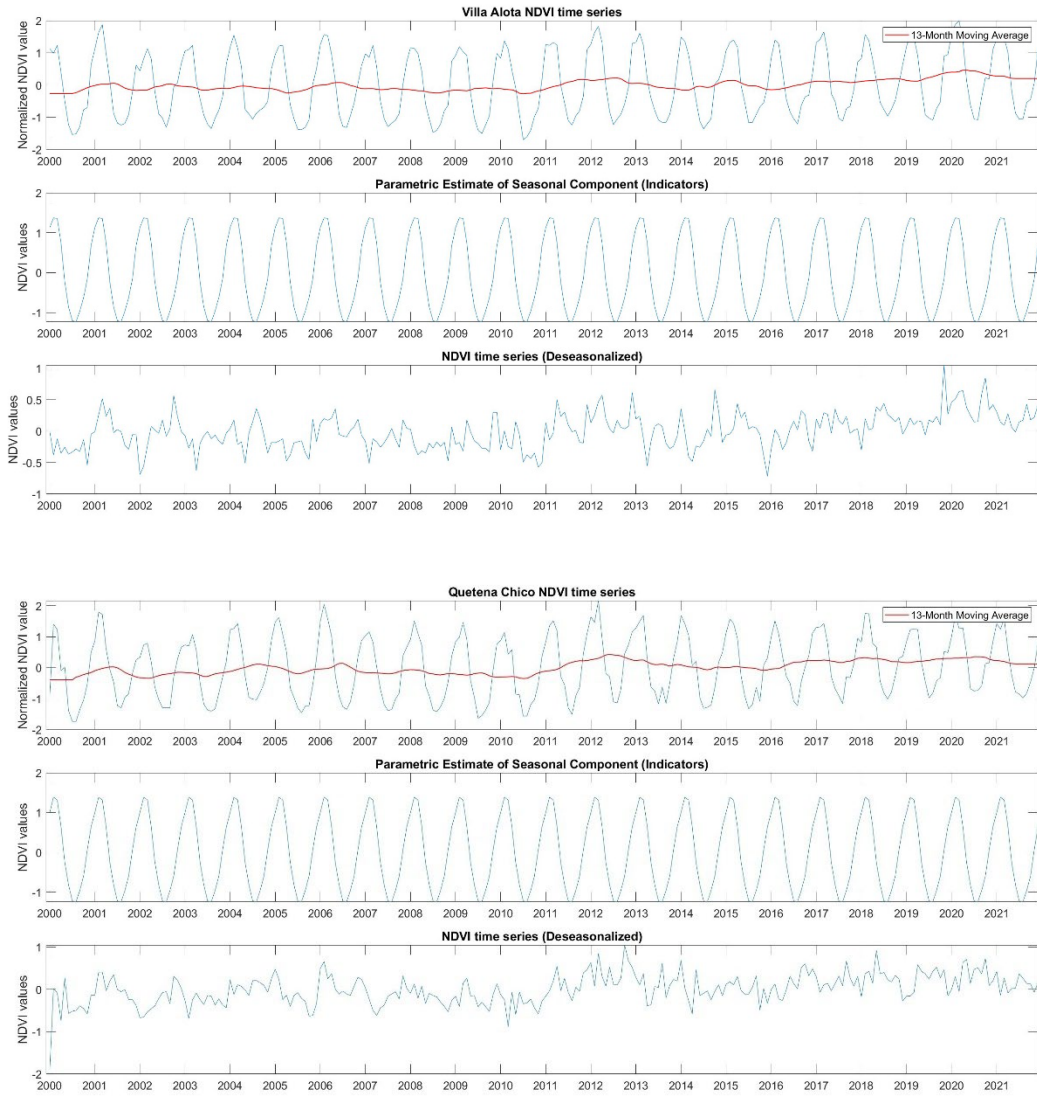 Villa Alota NDVI time series
13-Month Moving Average
Normalized NDVI value
2
1
0
-1
-2
2000 2001 2002 2003 2004 2005 2006 2007 2008 2009 2010 2011 2012 2013 2014 2015 2016 2017 2018 2019 2020 2021
Parametric Estimate of Seasonal Component (Indicators)
NDVI values
2
1
0
-1
2000 2001 2002 2003 2004 2005 2006 2007 2008 2009 2010 2011 2012 2013 2014 2015 2016 2017 2018 2019 2020 2021
NDVI time series (Deseasonalized)
NDVI values
1
0.5
0
-0.5
-1
2000 2001 2002 2003 2004 2005 2006 2007 2008 2009 2010 2011 2012 2013 2014 2015 2016 2017 2018 2019 2020 2021
Quetena Chico NDVI time series
13-Month Moving Average
Normalized NDVI value
2
1
0
-1
-2
2000 2001 2002 2003 2004 2005 2006 2007 2008 2009 2010 2011 2012 2013 2014 2015 2016 2017 2018 2019 2020 2021
Parametric Estimate of Seasonal Component (Indicators)
NDVI values
2
1
0
-1
2000 2001 2002 2003 2004 2005 2006 2007 2008 2009 2010 2011 2012 2013 2014 2015 2016 2017 2018 2019 2020 2021
NDVI time series (Deseasonalized)
NDVI values
1
0
-1
-2
2000 2001 2002 2003 2004 2005 2006 2007 2008 2009 2010 2011 2012 2013 2014 2015 2016 2017 2018 2019 2020 2021